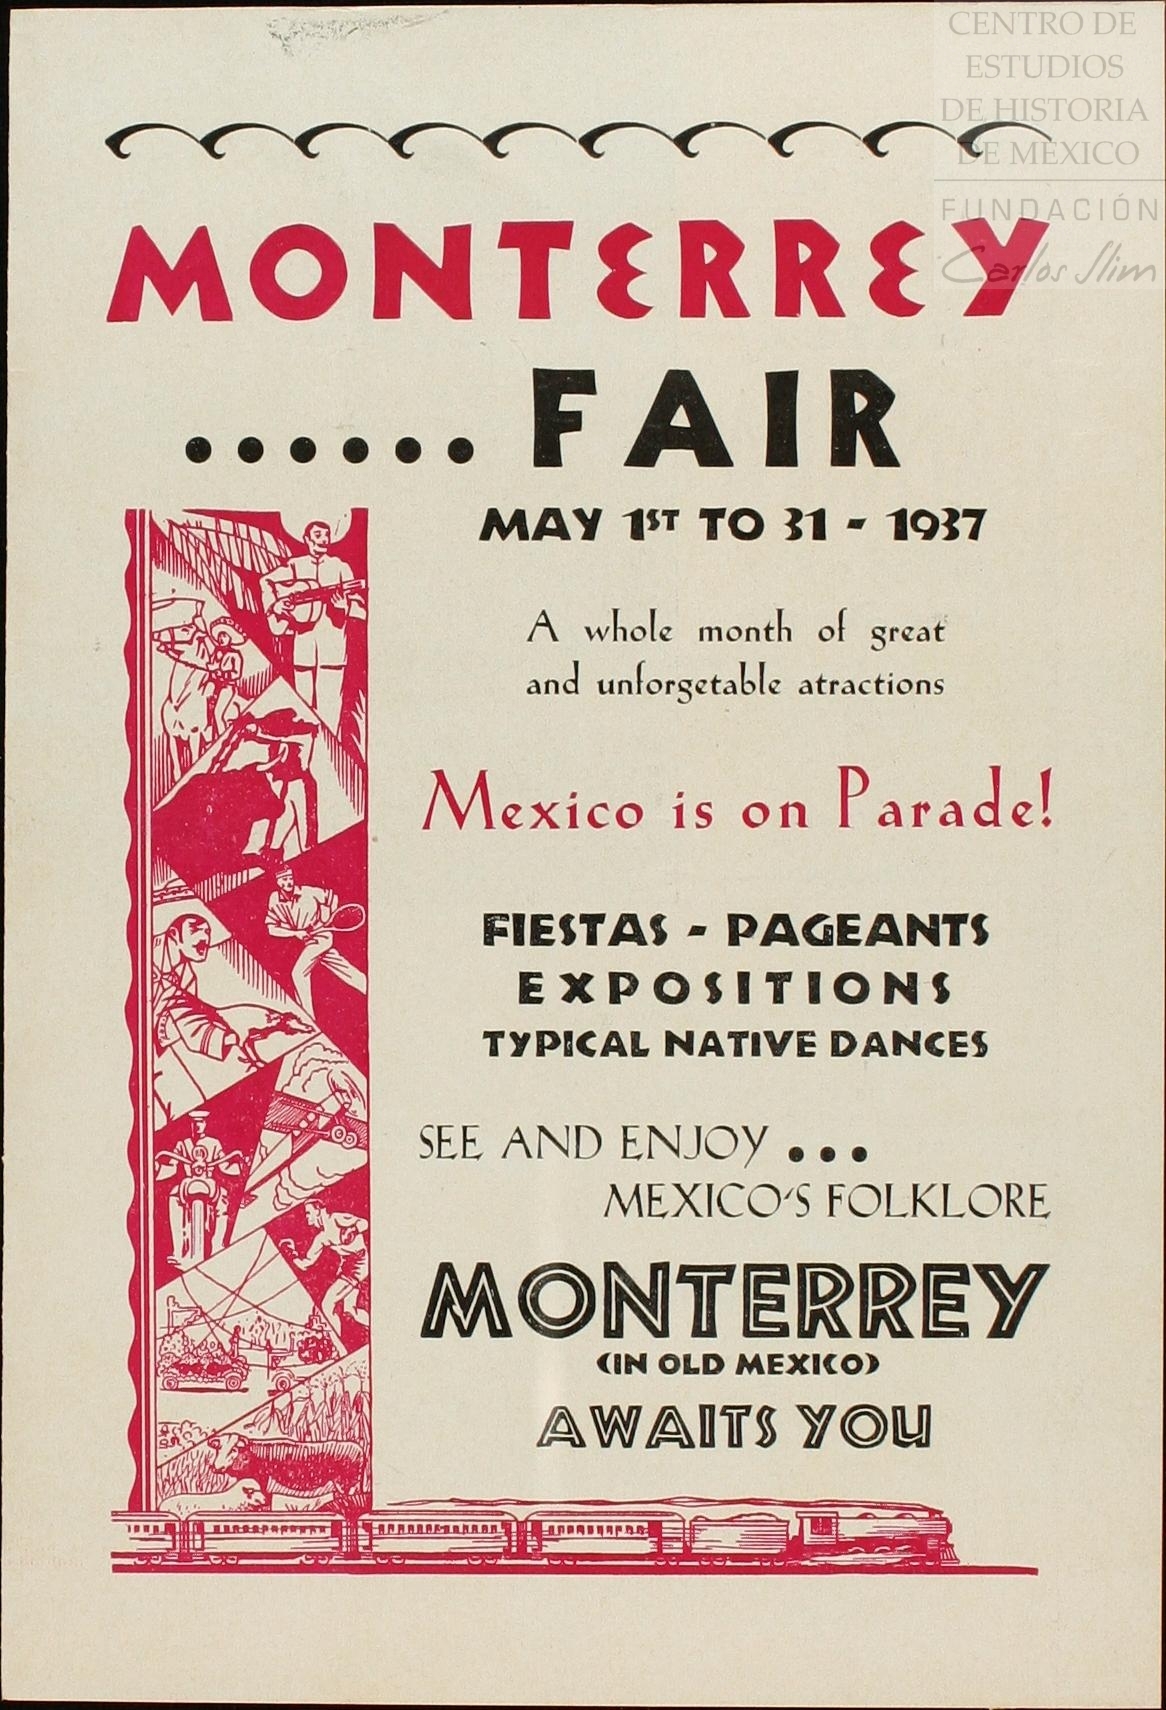 CENTRO DE
ESTUDIOS
DE HISTORIA
DE MÉXICO
FUNDACIÓN
Carlos Slim
MONTERREY
...... FAIR
MAY 1ST TO 31 - 1937
A whole month of great
and unforgetable atractions
Mexico is on Parade!
FIESTAS - PAGEANTS
EXPOSITIONS
TYPICAL NATIVE DANCES
SEE AND ENJOY ...
MEXICO'S FOLKLORE
MONTERREY
(IN OLD MEXICO)
AWAITS YOU